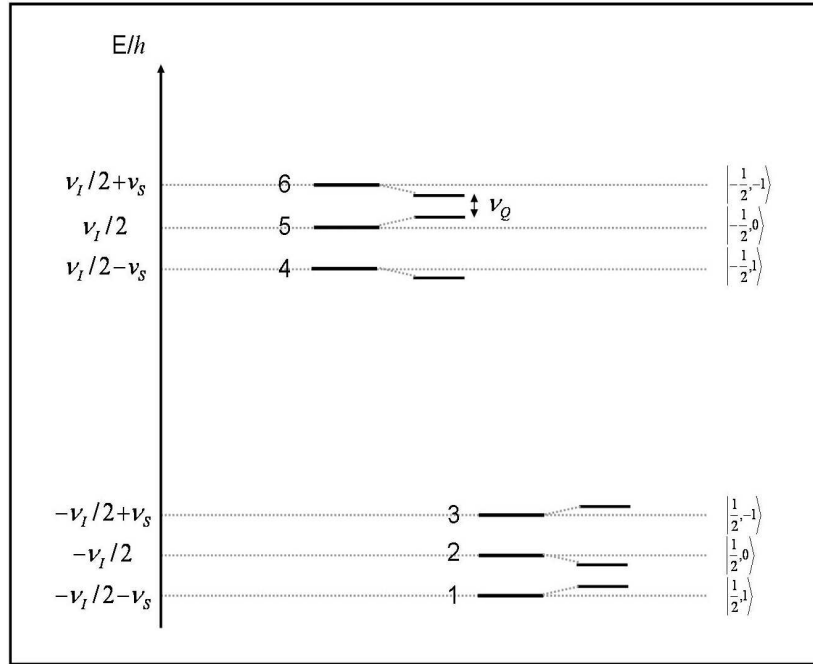 E/h
ν_I/2+ν_S 6 |-1/2,-1⟩
ν_Q
ν_I/2 5 |-1/2,0⟩
ν_I/2-ν_S 4 |-1/2,1⟩
-ν_I/2+ν_S 3 |1/2,-1⟩
-ν_I/2 2 |1/2,0⟩
-ν_I/2-ν_S 1 |1/2,1⟩